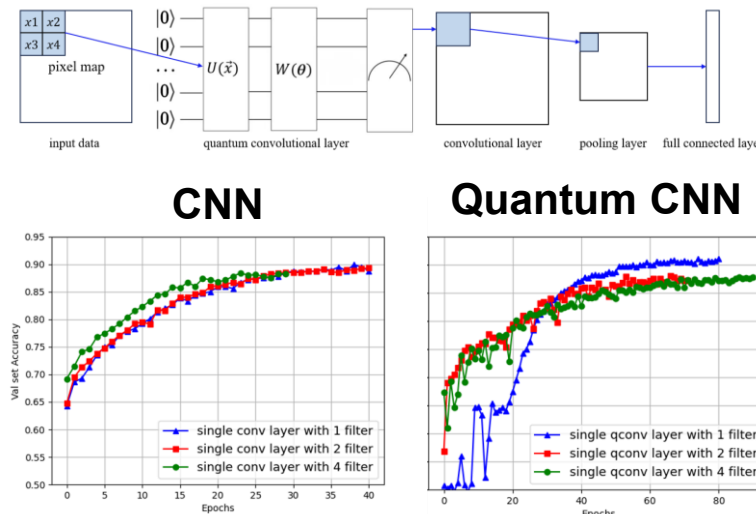 x1 x2
x3 x4
pixel map
|0⟩
|0⟩
...
|0⟩
|0⟩
U(x⃗)
W(θ)
input data
quantum convolutional layer
convolutional layer
pooling layer
full connected laye
CNN
Quantum CNN
Val set Accuracy
0.95
0.90
0.85
0.80
0.75
0.70
0.65
0.60
0.55
0.50
single conv layer with 1 filter
single conv layer with 2 filter
single conv layer with 4 filter
0 5 10 15 20 25 30 35 40
Epochs
single qconv layer with 1 filter
single qconv layer with 2 filter
single qconv layer with 4 filter
0 20 40 60 80
Epochs